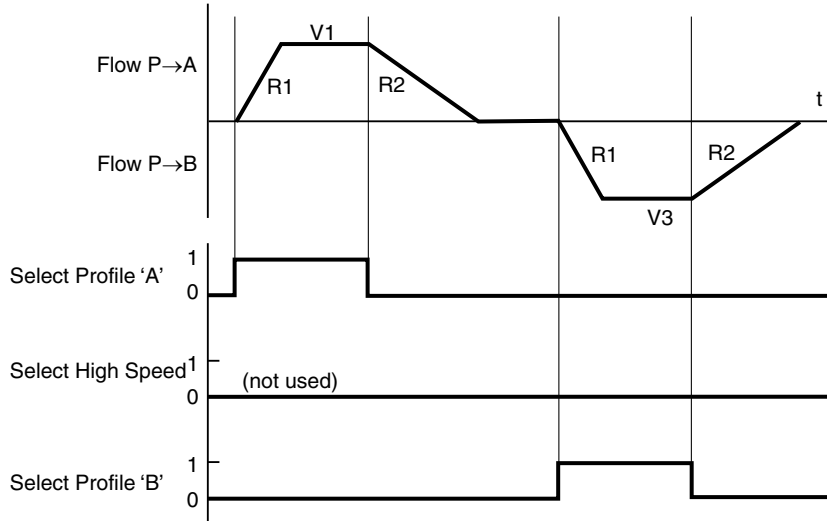 V1
Flow P→A
R1
R2
t
Flow P→B
R1
R2
V3
1
Select Profile ‘A’
0
1
Select High Speed
(not used)
0
1
Select Profile ‘B’
0